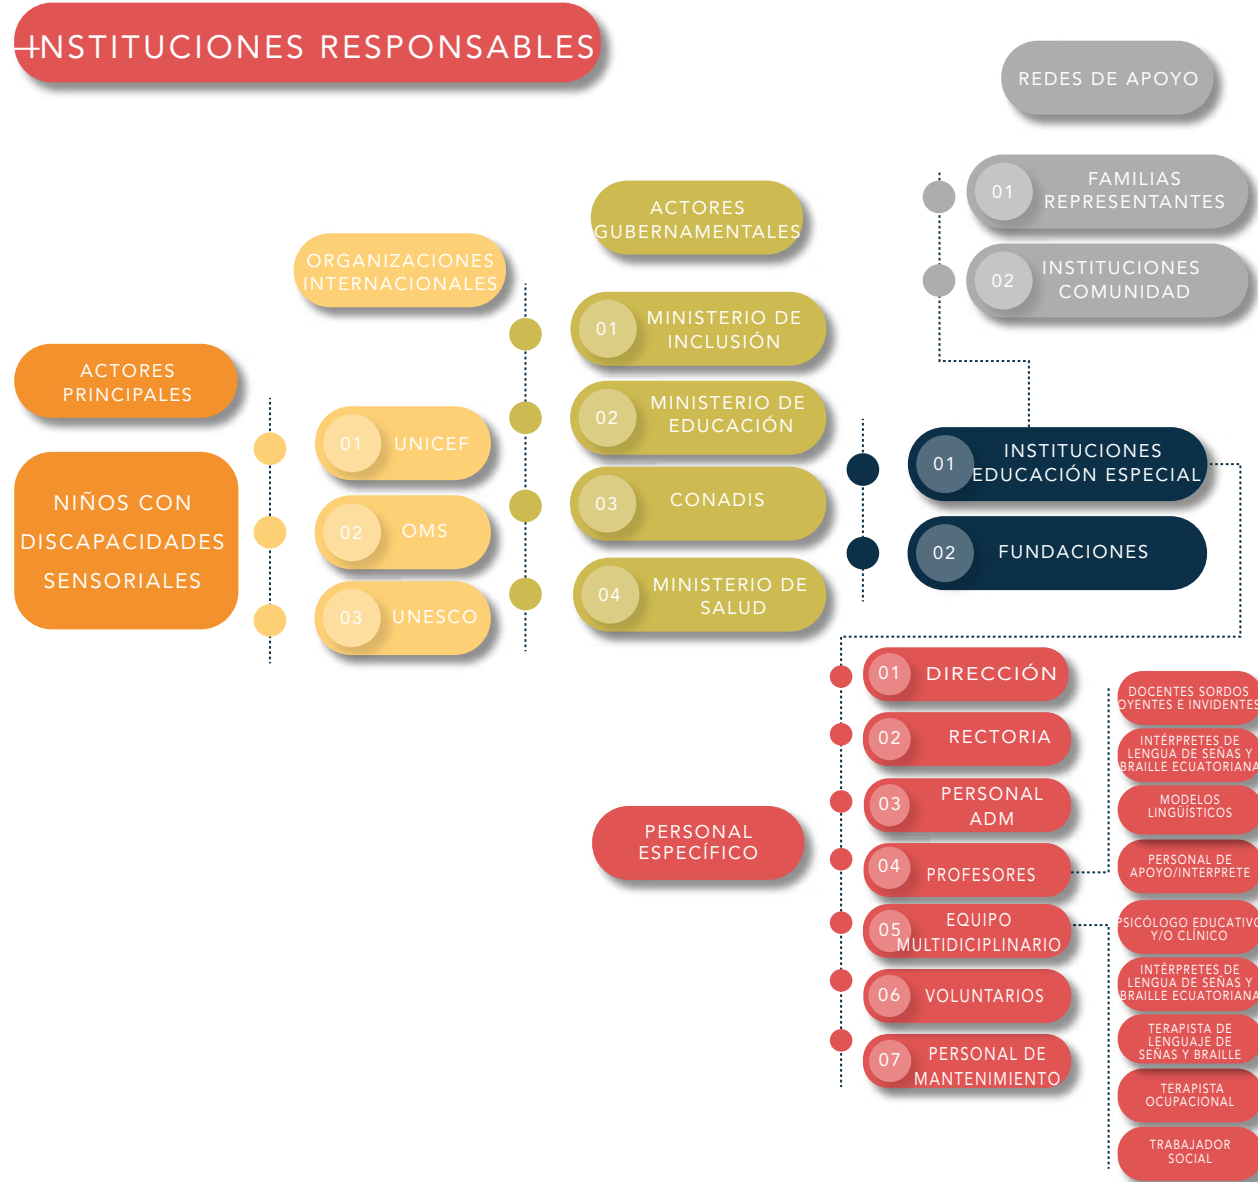 INSTITUCIONES RESPONSABLES
REDES DE APOYO
01
FAMILIAS
REPRESENTANTES
02
INSTITUCIONES
COMUNIDAD
ACTORES
GUBERNAMENTALES
01
MINISTERIO DE
INCLUSIÓN
02
MINISTERIO DE
EDUCACIÓN
03
CONADIS
04
MINISTERIO DE
SALUD
ORGANIZACIONES
INTERNACIONALES
01
UNICEF
02
OMS
03
UNESCO
ACTORES
PRINCIPALES
NIÑOS CON
DISCAPACIDADES
SENSORIALES
01
INSTITUCIONES
EDUCACIÓN ESPECIAL
02
FUNDACIONES
PERSONAL
ESPECÍFICO
01
DIRECCIÓN
02
RECTORIA
03
PERSONAL
ADM
04
PROFESORES
05
EQUIPO
MULTIDICIPLINARIO
06
VOLUNTARIOS
07
PERSONAL DE
MANTENIMIENTO
DOCENTES SORDOS
OYENTES E INVIDENTES
INTÉRPRETES DE
LENGUA DE SEÑAS Y
BRAILLE ECUATORIANA
MODELOS
LINGÜÍSTICOS
PERSONAL DE
APOYO/INTERPRETE
PSICÓLOGO EDUCATIVO
Y/O CLÍNICO
INTÉRPRETES DE
LENGUA DE SEÑAS Y
BRAILLE ECUATORIANA
TERAPISTA DE
LENGUAJE DE
SEÑAS Y BRAILLE
TERAPISTA
OCUPACIONAL
TRABAJADOR
SOCIAL